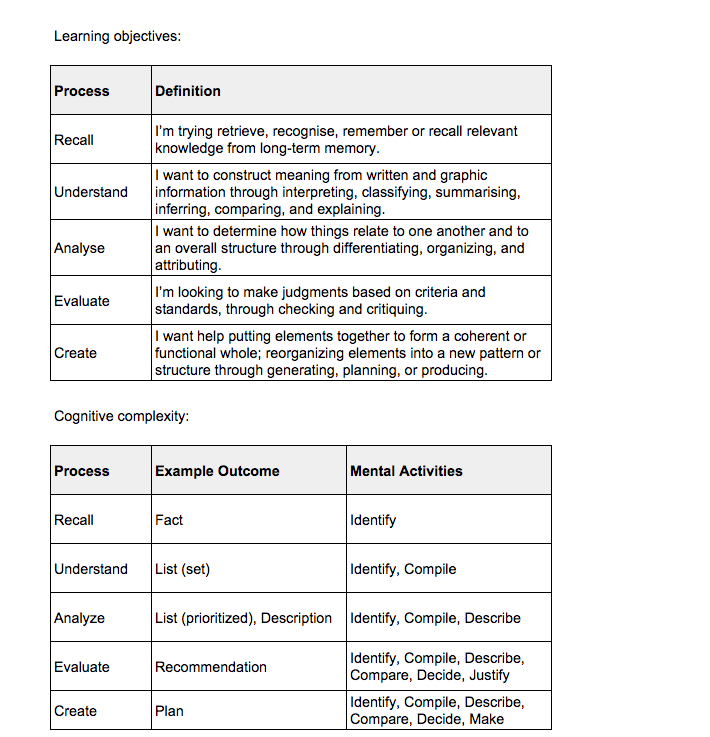 Learning objectives:
Process Definition
Recall I'm trying retrieve, recognise, remember or recall relevant
knowledge from long-term memory.
Understand I want to construct meaning from written and graphic
information through interpreting, classifying, summarising,
inferring, comparing, and explaining.
Analyse I want to determine how things relate to one another and to
an overall structure through differentiating, organizing, and
attributing.
Evaluate I'm looking to make judgments based on criteria and
standards, through checking and critiquing.
Create I want help putting elements together to form a coherent or
functional whole; reorganizing elements into a new pattern or
structure through generating, planning, or producing.
Cognitive complexity:
Process Example Outcome Mental Activities
Recall Fact Identify
Understand List (set) Identify, Compile
Analyze List (prioritized), Description Identify, Compile, Describe
Evaluate Recommendation Identify, Compile, Describe,
Compare, Decide, Justify
Create Plan Identify, Compile, Describe,
Compare, Decide, Make